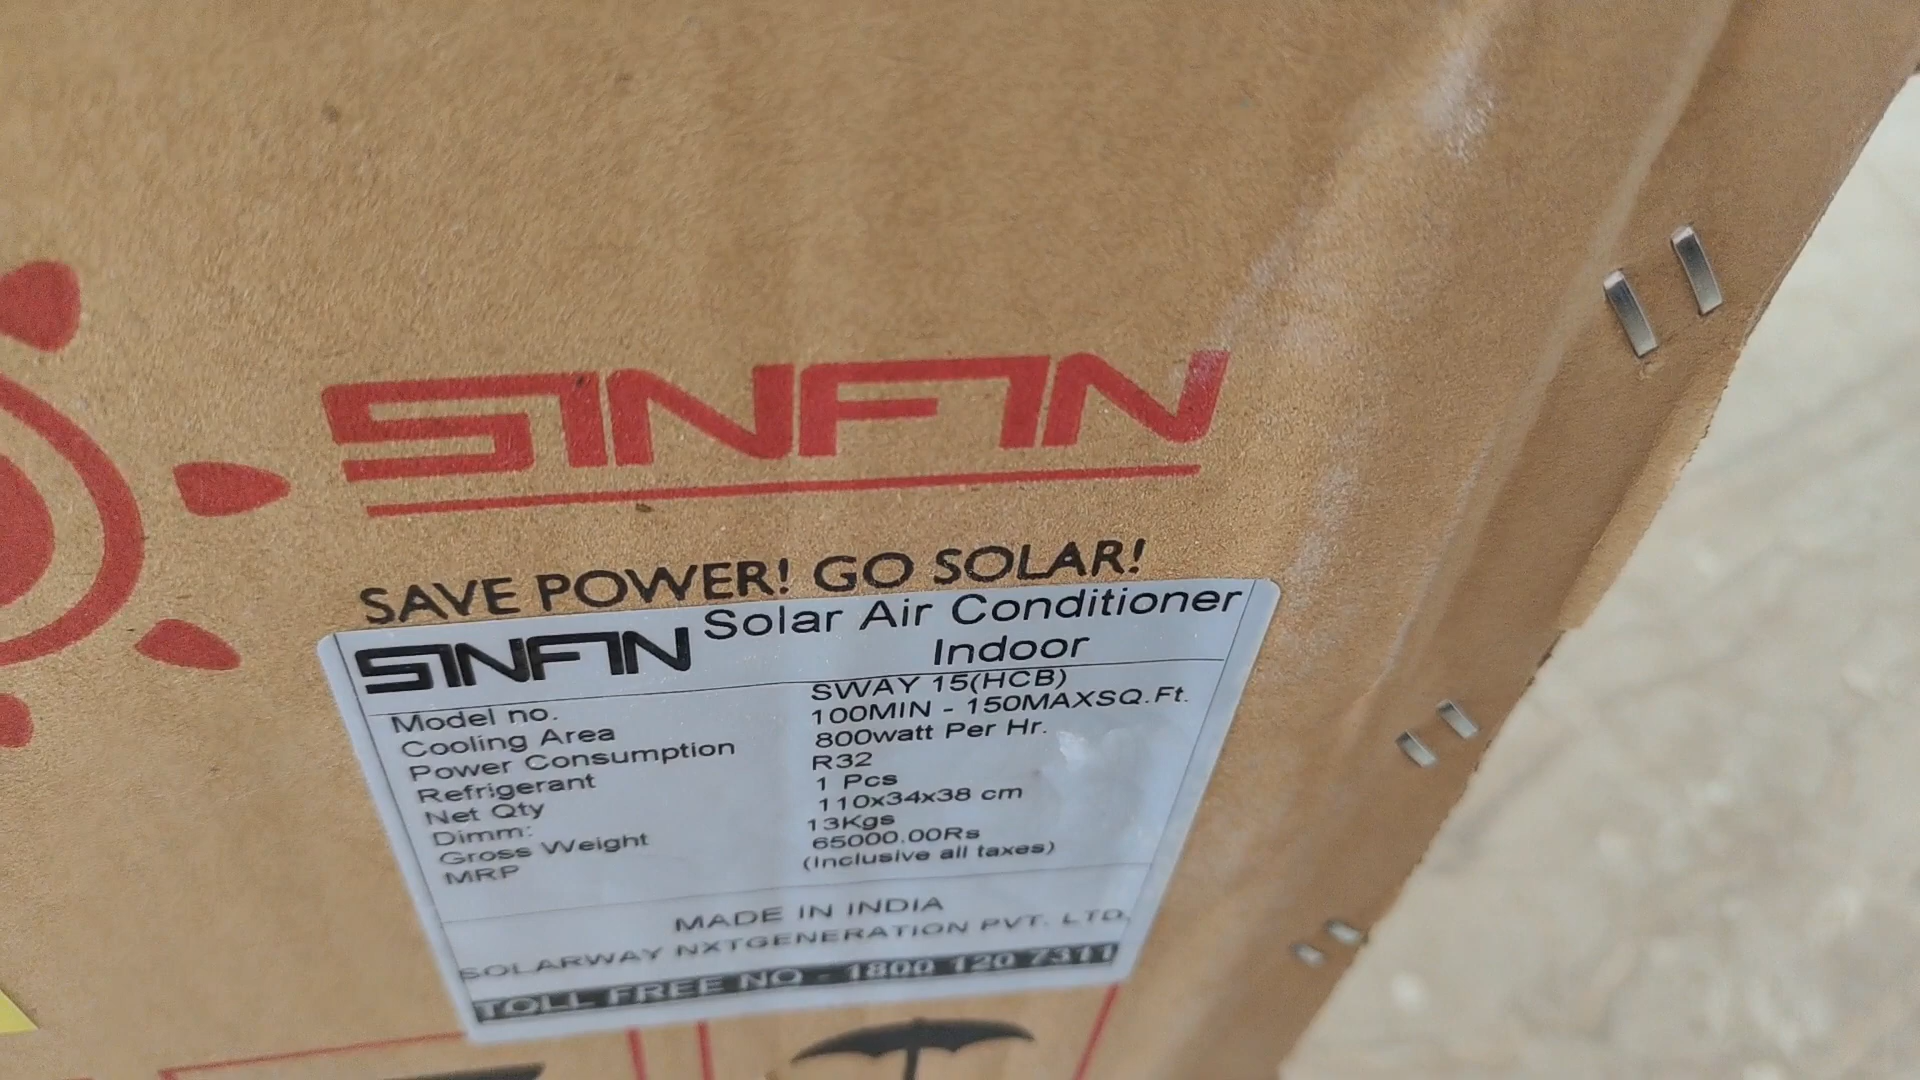 SINFIN
SAVE POWER! GO SOLAR!
SINFIN Solar Air Conditioner
Indoor
Model no. SWAY 15(HCB)
Cooling Area 100MIN - 150MAXSQ.Ft.
Power Consumption 800watt Per Hr.
Refrigerant R32
Net Qty 1 Pcs
Dimm: 110x34x38 cm
Gross Weight 13Kgs
MRP 65000.00Rs
(Inclusive all taxes)
MADE IN INDIA
SOLARWAY NXTGENERATION PVT. LTD.
TOLL FREE NO - 1800 120 7311